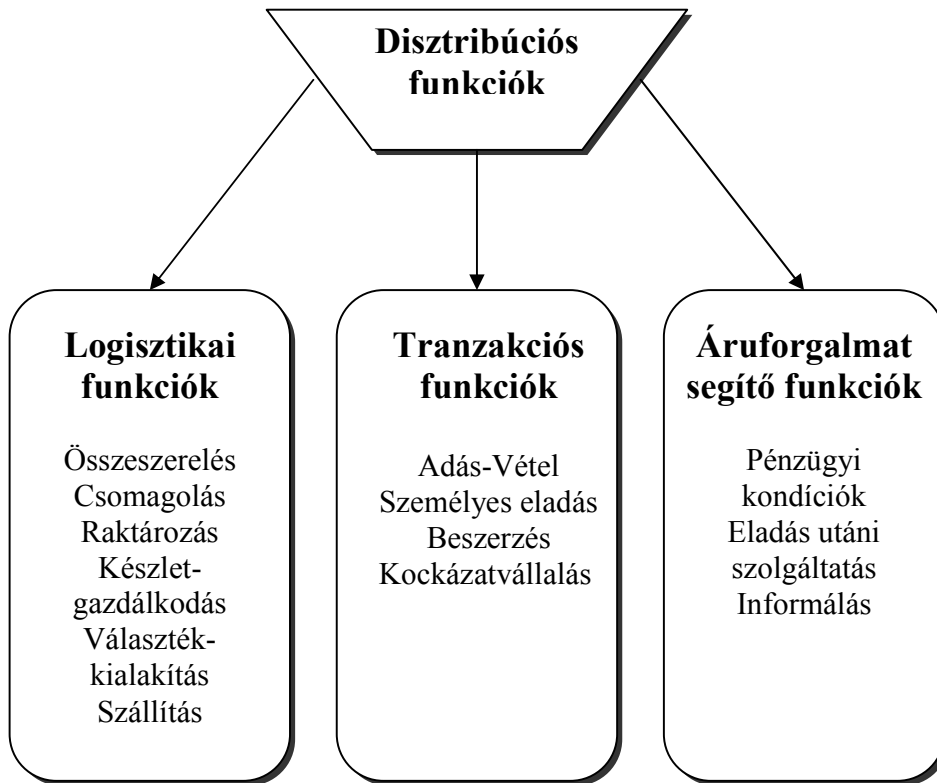 Disztribúciós
funkciók
Logisztikai
funkciók
Összeszerelés
Csomagolás
Raktározás
Készlet-
gazdálkodás
Választék-
kialakítás
Szállítás
Tranzakciós
funkciók
Adás-Vétel
Személyes eladás
Beszerzés
Kockázatvállalás
Áruforgalmat
segítő funkciók
Pénzügyi
kondíciók
Eladás utáni
szolgáltatás
Informálás